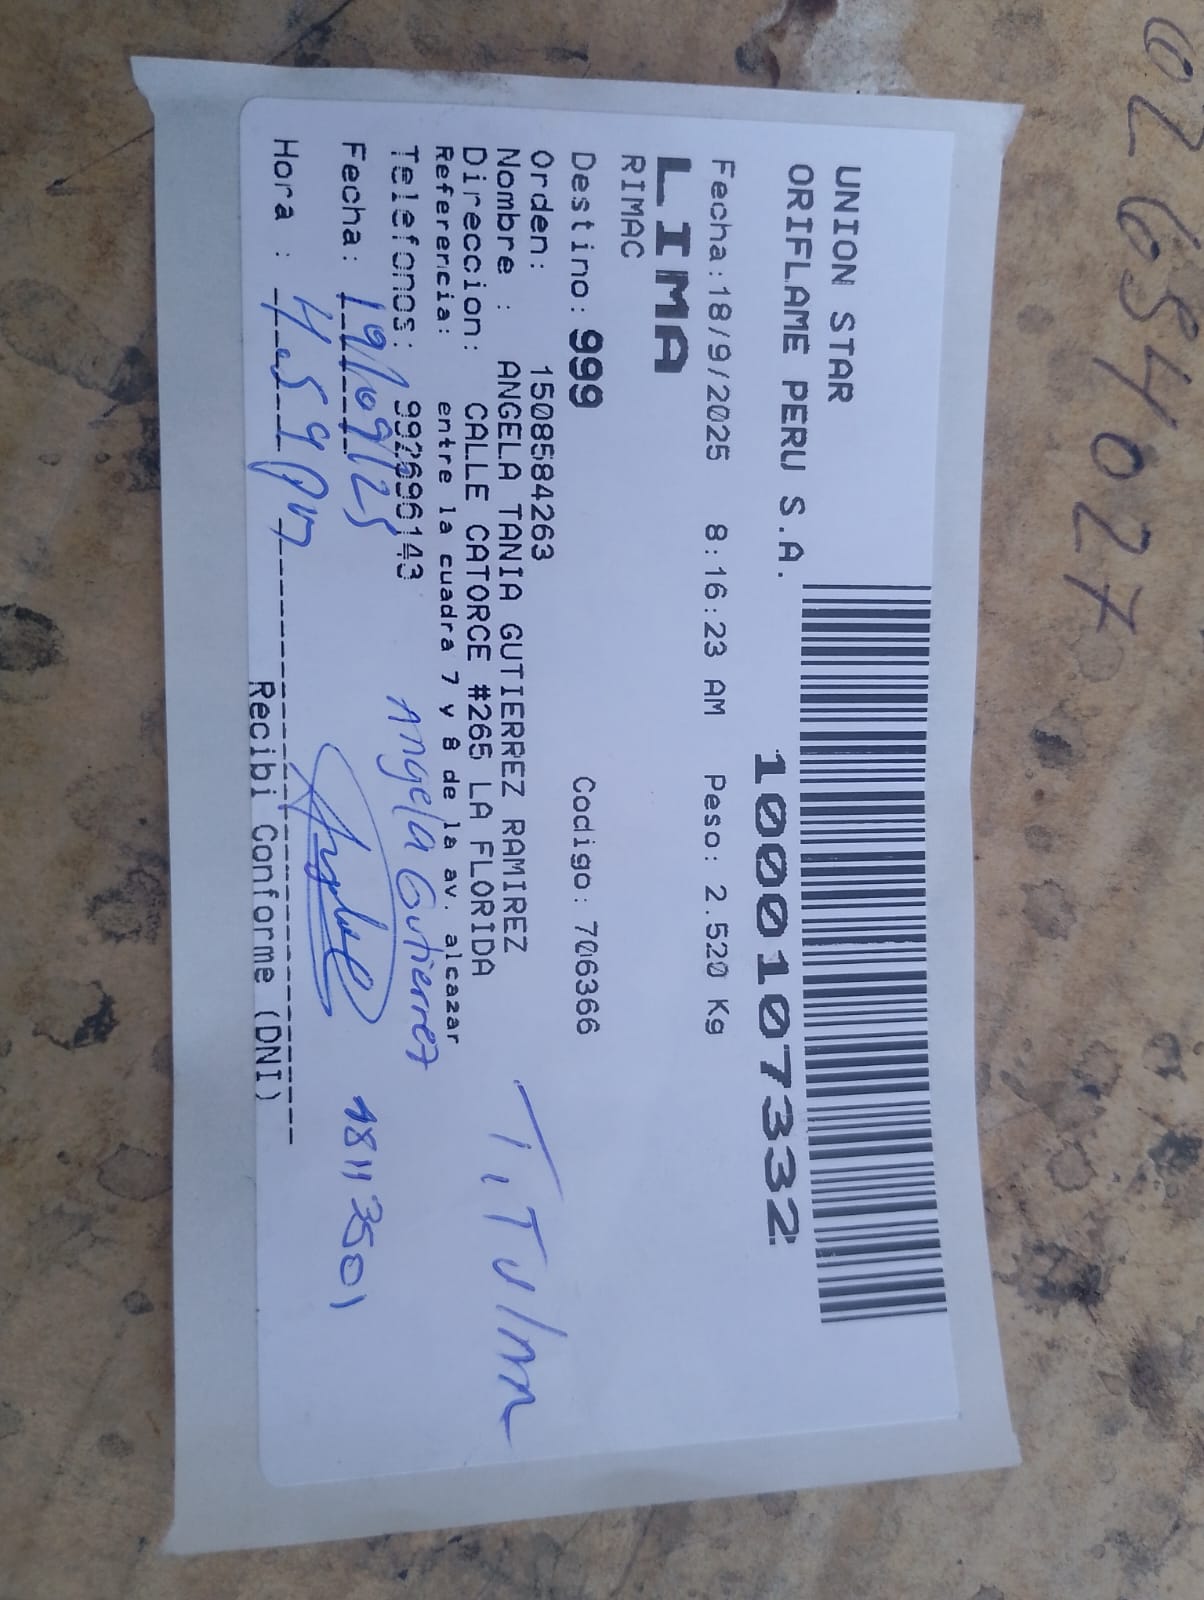 02654027
UNION STAR
ORIFLAME PERU S.A.
100010107332
Fecha:18/9/2025 8:16:23 AM Peso: 2.520 Kg
LIMA
RIMAC
Destino: 999 Codigo: 706366
Orden: 150858426
Nombre : ANGELA TANIA GUTIERREZ RAMIREZ
Direccion: CALLE CATORCE #265 LA FLORIDA
Referencia: entre la cuadra 7 y 8 de la av. alcazar
Telefonos: 992696143
Angela Gutierrez
Titular
Fecha: 19/09/25
48113501
Hora : 4:59 pm
Recibi Conforme (DNI)